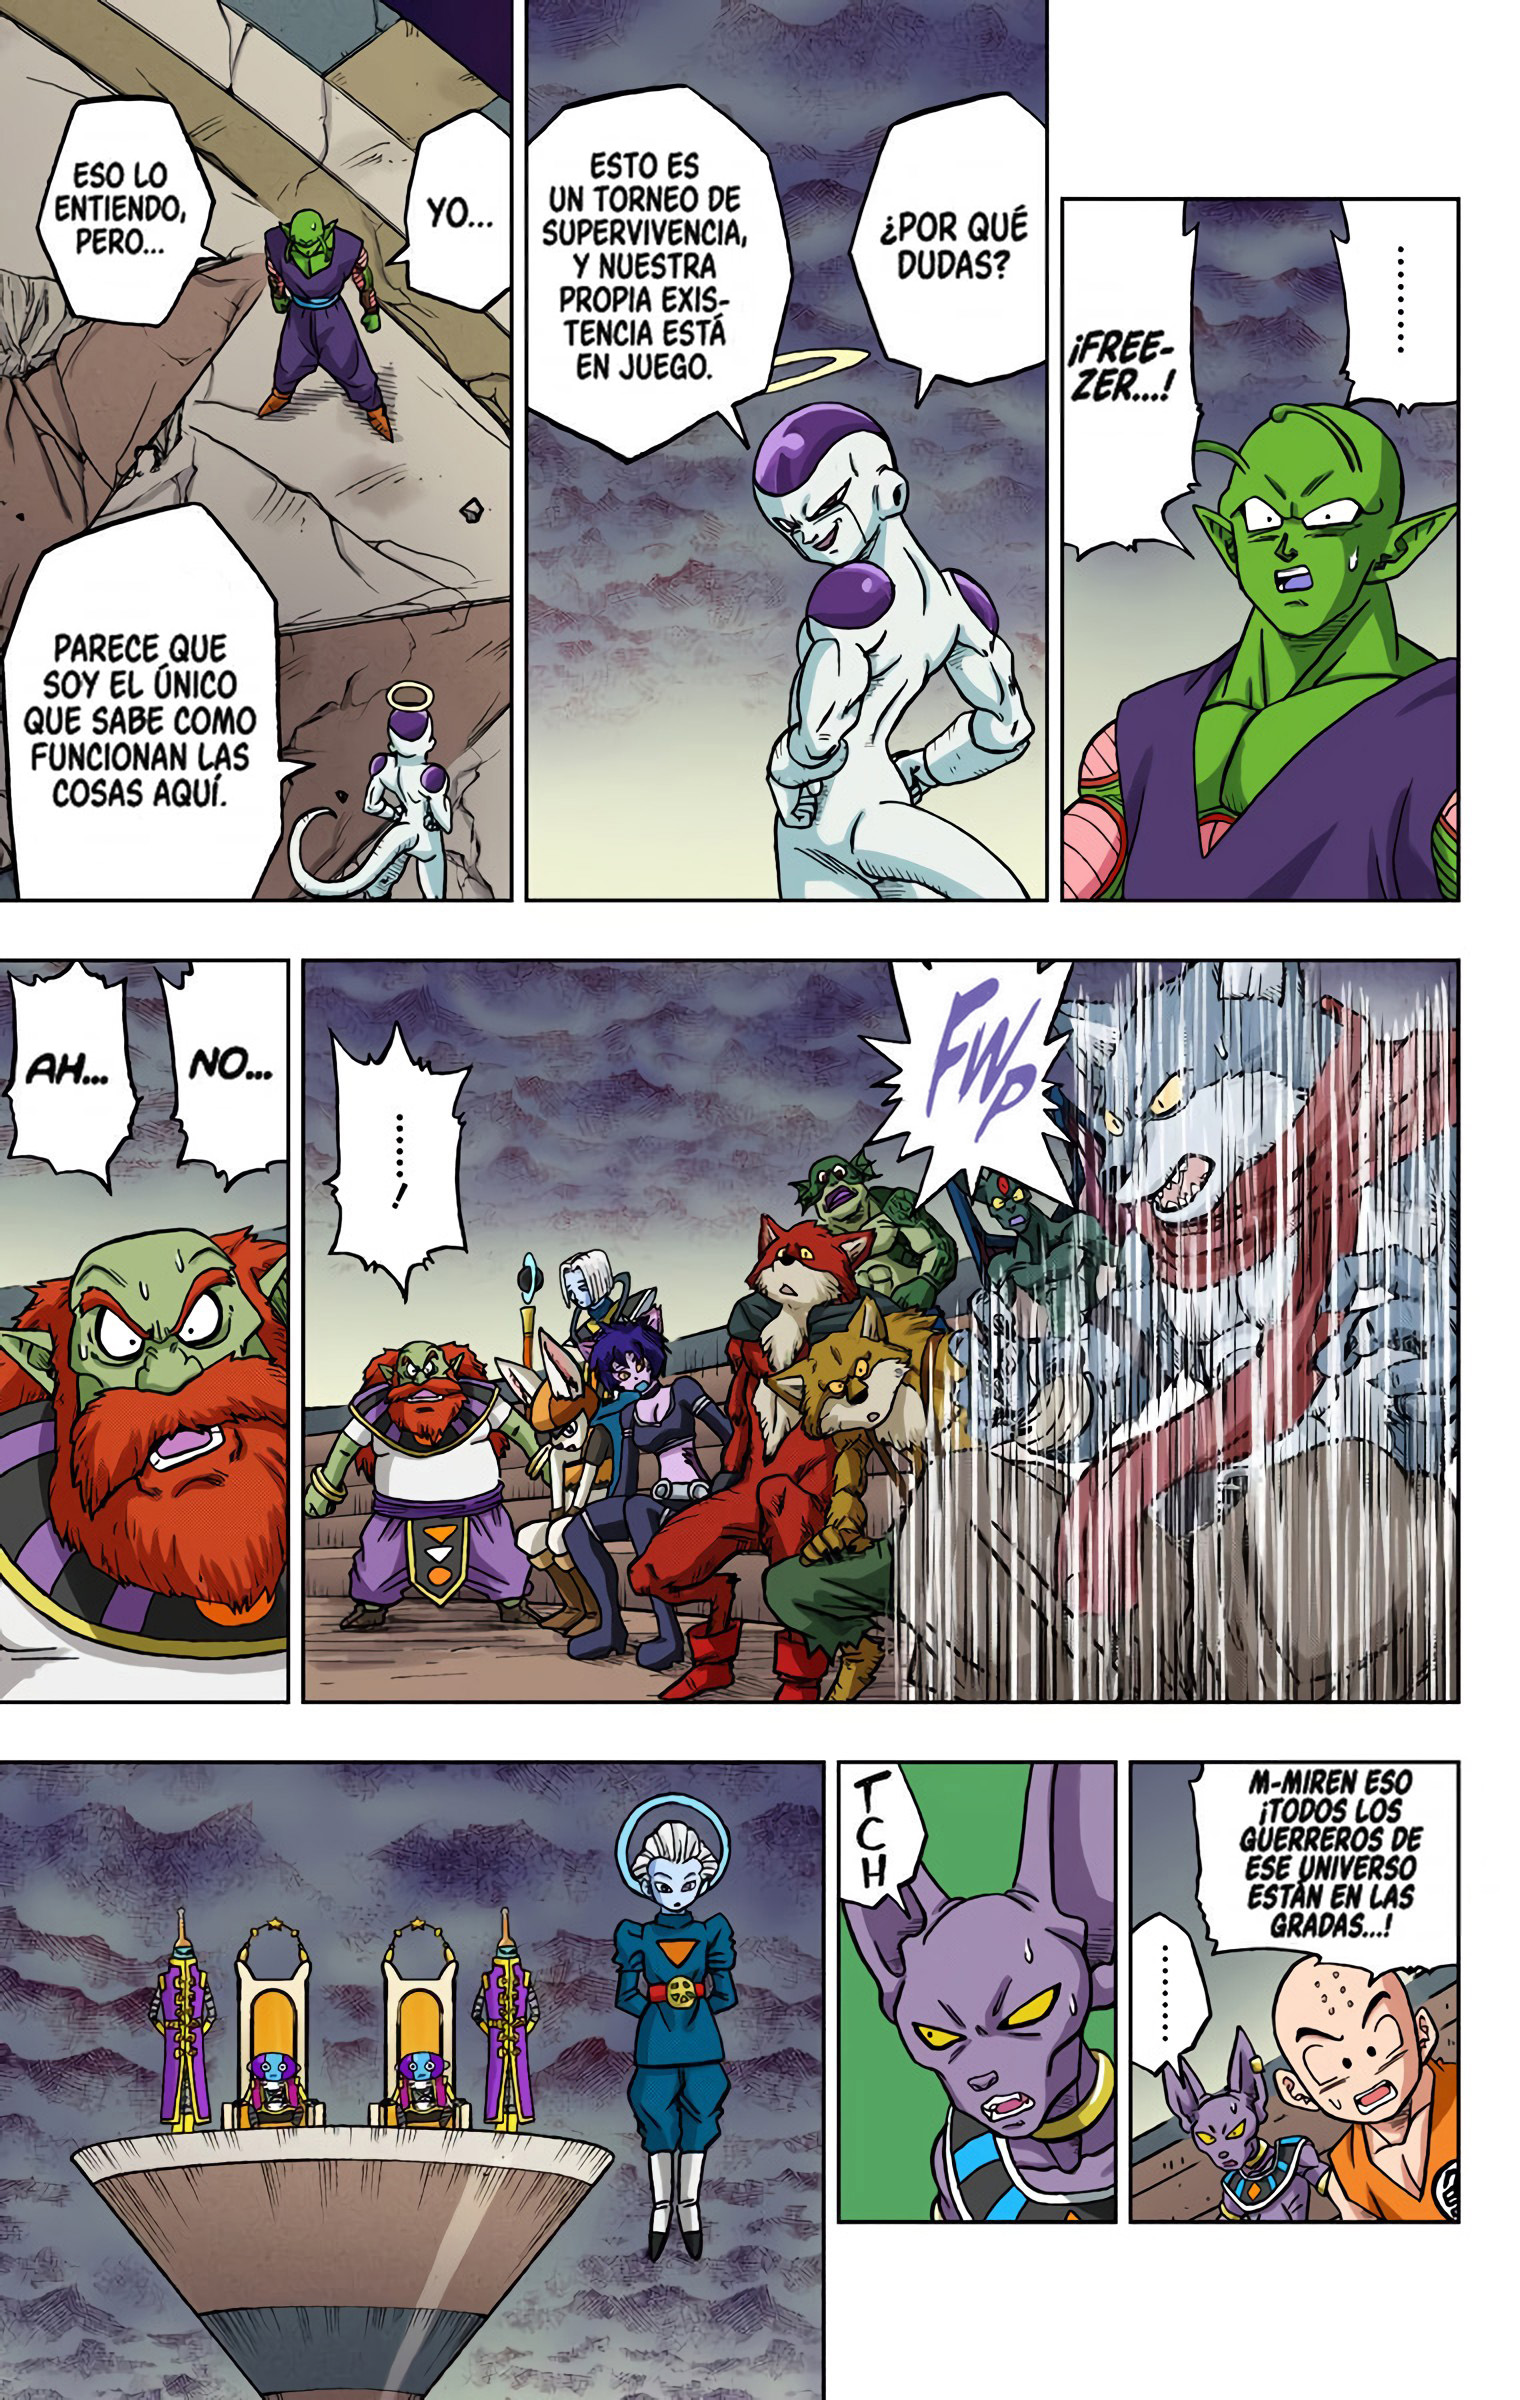 .........
¡FREE-
ZER...!
¿POR QUÉ
DUDAS?
ESTO ES
UN TORNEO DE
SUPERVIVENCIA,
Y NUESTRA
PROPIA EXIS-
TENCIA ESTÁ
EN JUEGO.
YO...
ESO LO
ENTIENDO,
PERO...
PARECE QUE
SOY EL ÚNICO
QUE SABE COMO
FUNCIONAN LAS
COSAS AQUÍ.
FWP
......!
NO...
AH...
M-MIREN ESO
¡TODOS LOS
GUERREROS DE
ESE UNIVERSO
ESTÁN EN LAS
GRADAS...!
.........
TCH